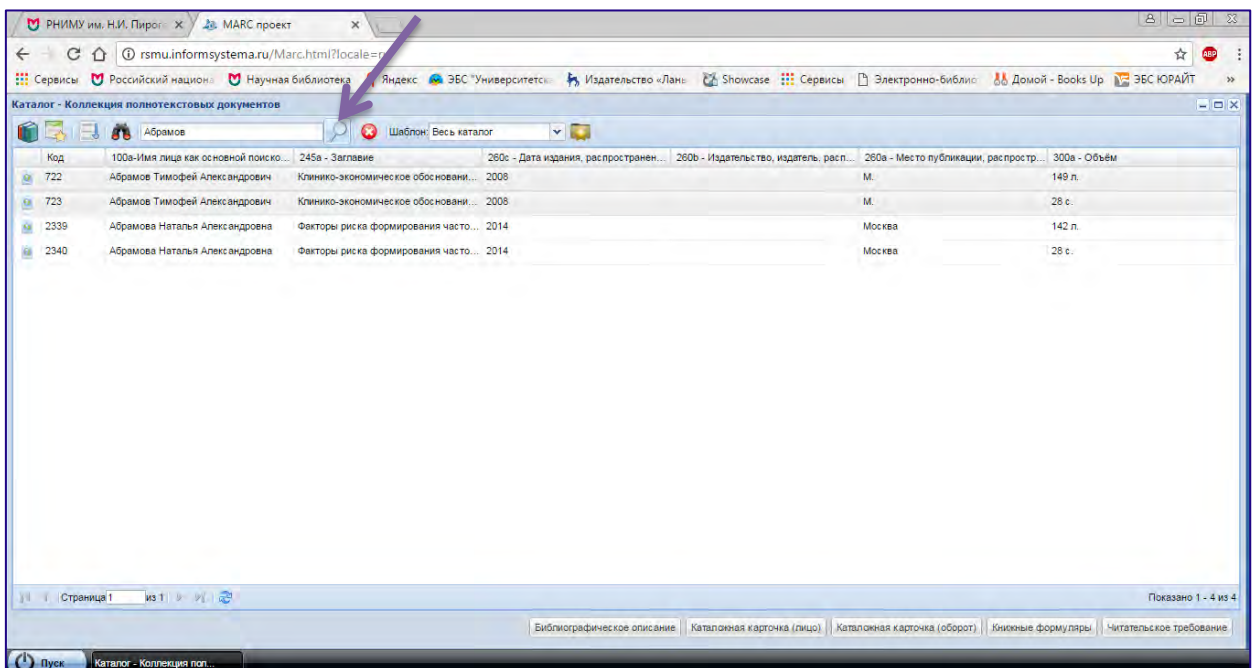 РНИМУ им. Н.И. Пирог MARC проект
rsmu.informsystema.ru/Marc.html?locale=r
Сервисы Российский национ Научная библиотека Яндекс ЭБС "Университетск Издательство «Лань Showcase Сервисы Электронно-библио Домой - Books Up ЭБС ЮРАЙТ »
Каталог - Коллекция полнотекстовых документов
Абрамов Шаблон: Весь каталог
Код 100a-Имя лица как основной поиско... 245a - Заглавие 260c - Дата издания, распространен... 260b - Издательство, издатель, расп... 260a - Место публикации, распростр... 300a - Объём
722 Абрамов Тимофей Александрович Клинико-экономическое обосновани... 2008 М. 149 л.
723 Абрамов Тимофей Александрович Клинико-экономическое обосновани... 2008 М. 28 с.
2339 Абрамова Наталья Александровна Факторы риска формирования часто... 2014 Москва 142 л.
2340 Абрамова Наталья Александровна Факторы риска формирования часто... 2014 Москва 28 с.
Страница 1 из 1 Показано 1 - 4 из 4
Библиографическое описание Каталожная карточка (лицо) Каталожная карточка (оборот) Книжные формуляры Читательское требование
Пуск Каталог - Коллекция пол...